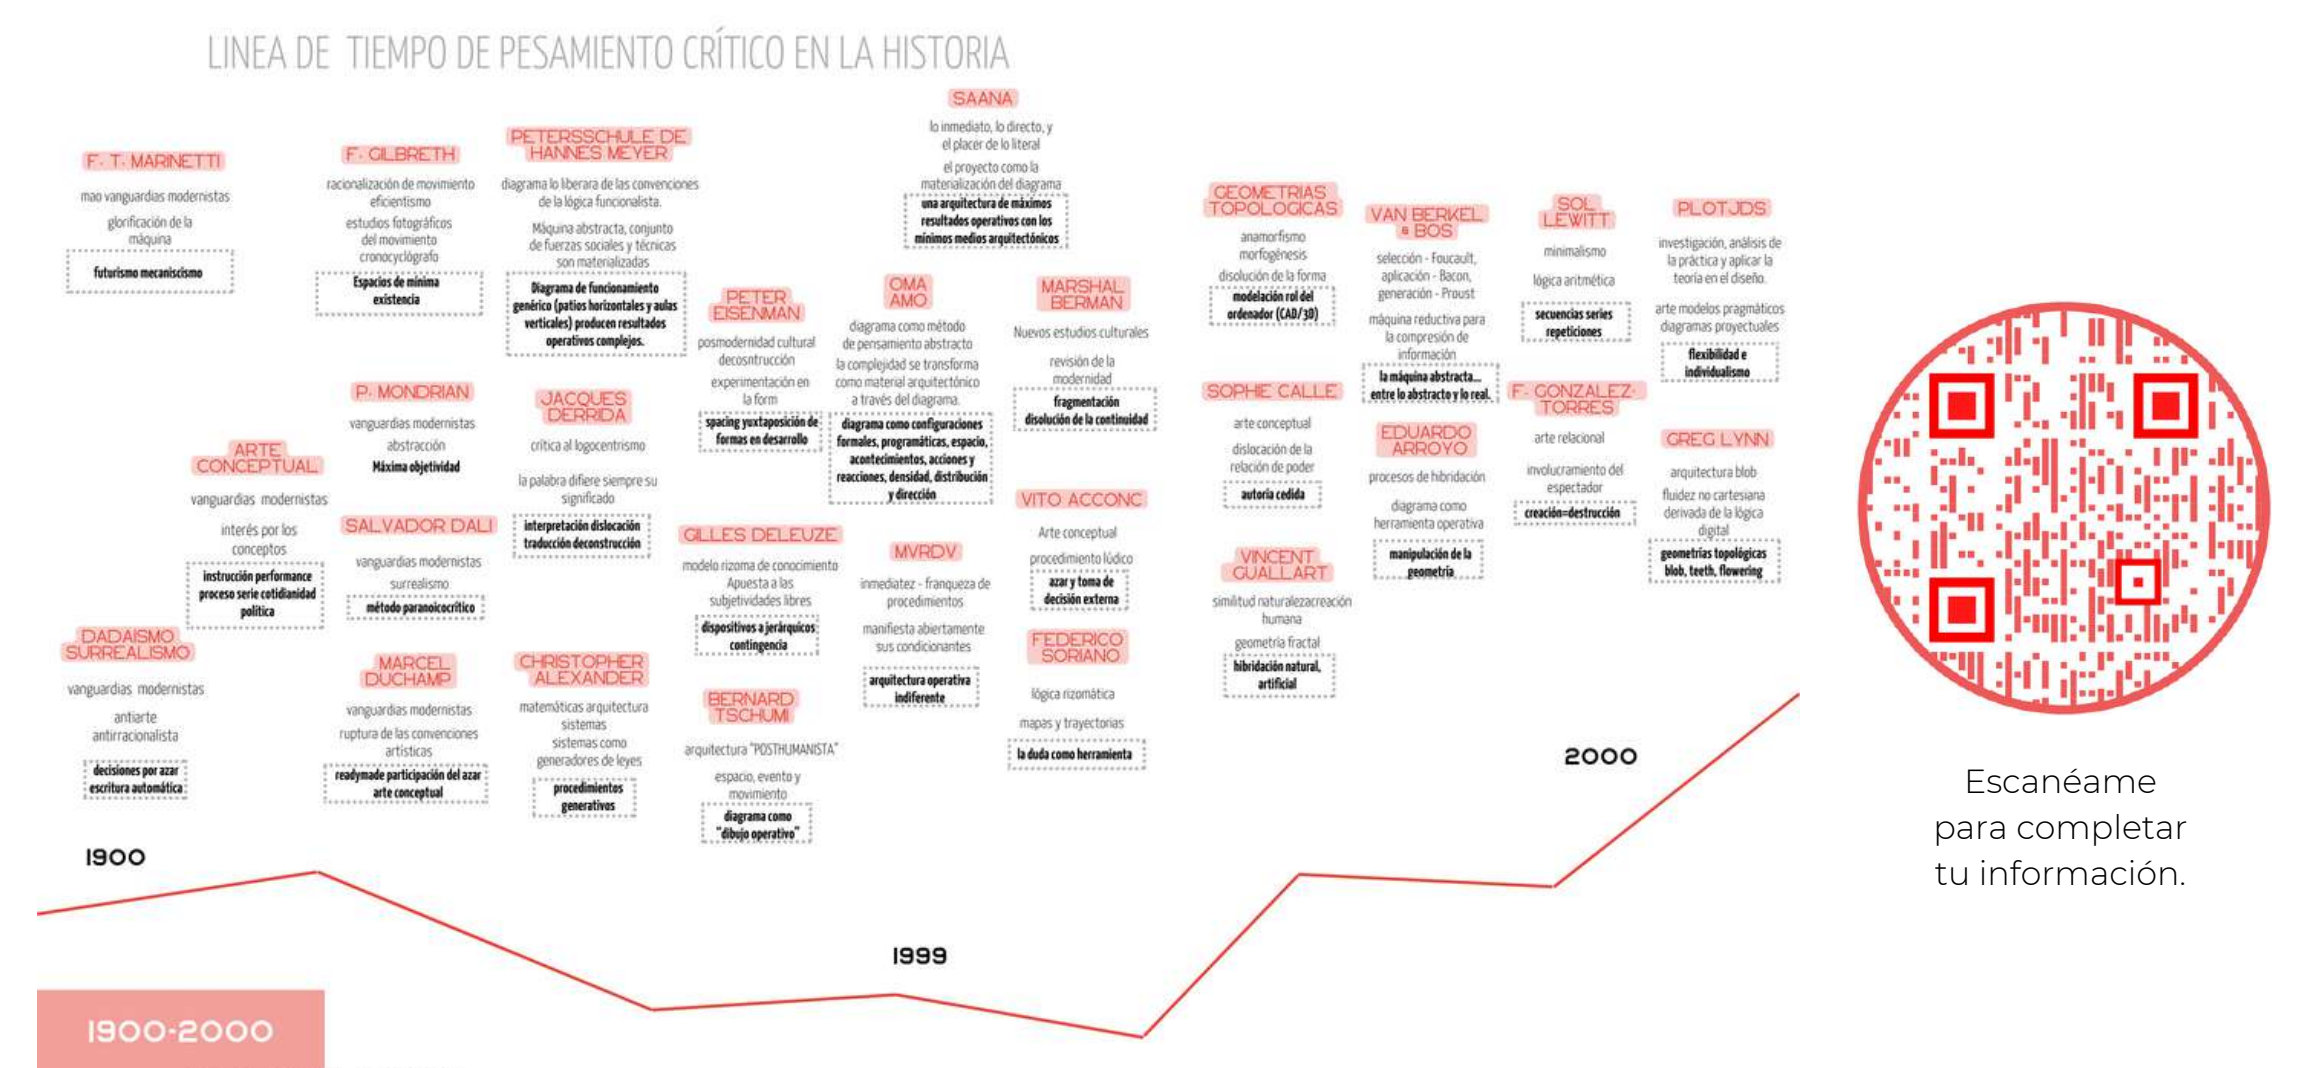 LINEA DE TIEMPO DE PESAMIENTO CRÍTICO EN LA HISTORIA
F. T. MARINETTI
mao vanguardias modernistas
glorificación de la
máquina
futurismo mecaniscismo
ARTE
CONCEPTUAL
vanguardias modernistas
interés por los
conceptos
instrucción performance
proceso serie cotidianidad
política
DADAISMO
SURREALISMO
vanguardias modernistas
antiarte
antirracionalista
decisiones por azar
escritura automática
F. GILBRETH
racionalización de movimiento
eficientismo
estudios fotográficos
del movimiento
cronocyclógrafo
Espacios de mínima
existencia
P. MONDRIAN
vanguardias modernistas
abstracción
Máxima objetividad
SALVADOR DALI
vanguardias modernistas
surrealismo
método paranoicocrítico
MARCEL
DUCHAMP
vanguardias modernistas
ruptura de las convenciones
artísticas
readymade participación del azar
arte conceptual
PETERSSCHULE DE
HANNES MEYER
diagrama lo liberara de las convenciones
de la lógica funcionalista.
Máquina abstracta, conjunto
de fuerzas sociales y técnicas
son materializadas
Diagrama de funcionamiento
genérico (patios horizontales y aulas
verticales) producen resultados
operativos complejos.
JACQUES
DERRIDA
crítica al logocentrismo
la palabra difiere siempre su
significado
interpretación dislocación
traducción deconstrucción
CHRISTOPHER
ALEXANDER
matemáticas arquitectura
sistemas
sistemas como
generadores de leyes
procedimientos
generativos
PETER
EISENMAN
posmodernidad cultural
decosntrucción
experimentación en
la form
spacing yuxtaposición de
formas en desarrollo
GILLES DELEUZE
modelo rizoma de conocimiento
Apuesta a las
subjetividades libres
dispositivos a jerárquicos
contingencia
BERNARD
TSCHUMI
arquitectura "POSTHUMANISTA"
espacio, evento y
movimiento
diagrama como
"dibujo operativo"
SAANA
lo inmediato, lo directo, y
el placer de lo literal
el proyecto como la
materialización del diagrama
una arquitectura de máximos
resultados operativos con los
mínimos medios arquitectónicos
OMA
AMO
diagrama como método
de pensamiento abstracto
la complejidad se transforma
como material arquitectónico
a través del diagrama.
diagrama como configuraciones
formales, programáticas, espacio,
acontecimientos, acciones y
reacciones, densidad, distribución
y dirección
MVRDV
inmediatez - franqueza de
procedimientos
manifiesta abiertamente
sus condicionantes
arquitectura operativa
indiferente
MARSHAL
BERMAN
Nuevos estudios culturales
revisión de la
modernidad
fragmentación
disolución de la continuidad
VITO ACCONC
Arte conceptual
procedimiento lúdico
azar y toma de
decisión externa
FEDERICO
SORIANO
lógica rizomática
mapas y trayectorias
la duda como herramienta
GEOMETRIAS
TOPOLOGICAS
anamorfismo
morfogénesis
disolución de la forma
modelación rol del
ordenador (CAD/3D)
SOPHIE CALLE
arte conceptual
dislocación de la
relación de poder
autoria cedida
VINCENT
GUALLART
similitud naturalezacreación
humana
geometría fractal
hibridación natural,
artificial
VAN BERKEL
& BOS
selección - Foucault,
aplicación - Bacon,
generación - Proust
máquina reductiva para
la compresión de
información
la máquina abstracta...
entre lo abstracto y lo real.
EDUARDO
ARROYO
procesos de hibridación
diagrama como
herramienta operativa
manipulación de la
geometría
SOL
LEWITT
minimalismo
lógica aritmética
secuencias series
repeticiones
F. GONZALEZ-
TORRES
arte relacional
involucramiento del
espectador
creación=destrucción
PLOTJDS
investigación, análisis de
la práctica y aplicar la
teoría en el diseño.
arte modelos pragmáticos
diagramas proyectuales
flexibilidad e
individualismo
GREG LYNN
arquitectura blob
fluidez no cartesiana
derivada de la lógica
digital
geometrías topológicas
blob, teeth, flowering
1900
1999
2000
1900-2000
Escanéame
para completar
tu información.